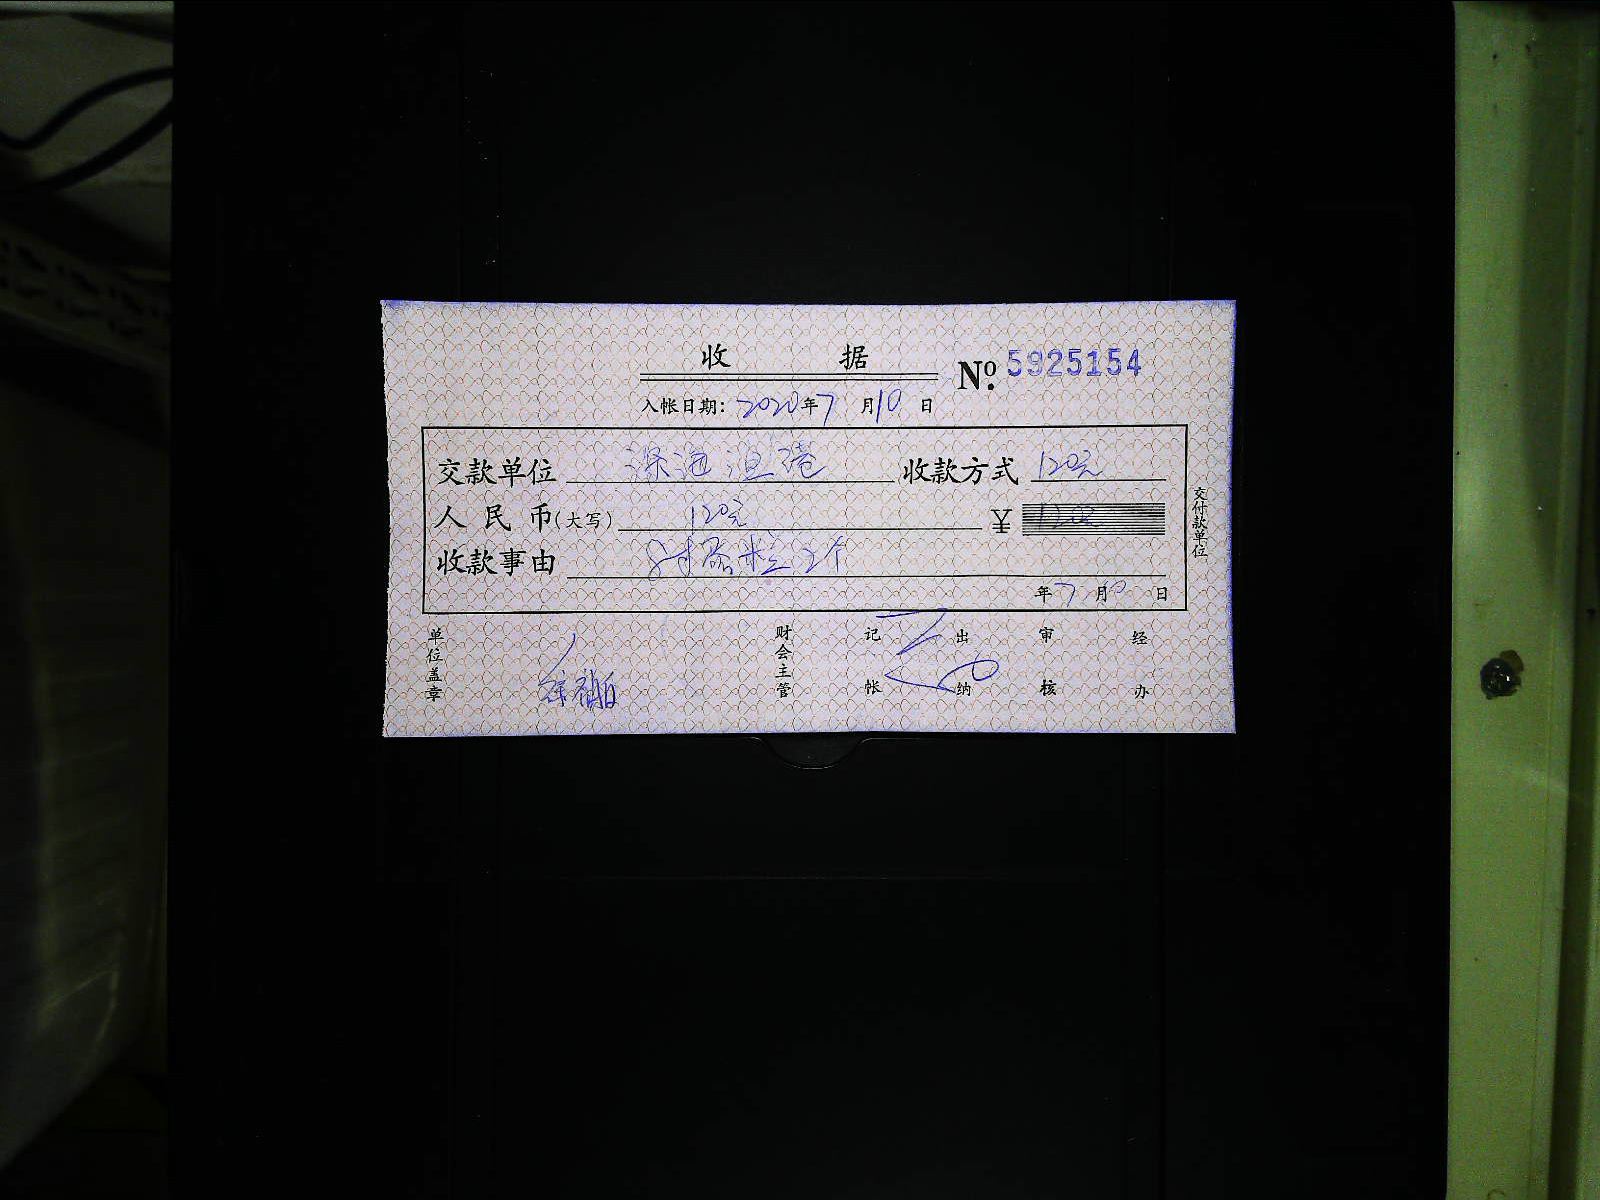 收 据
No. 5925154
入帐日期: 2020年7月10日
交款单位 深海渔港 收款方式 120元
人民币(大写) 120元 ¥ 120元
收款事由 2个
年7月10日
交付款单位
单位盖章 财会主管 记帐 出纳 审核 经办